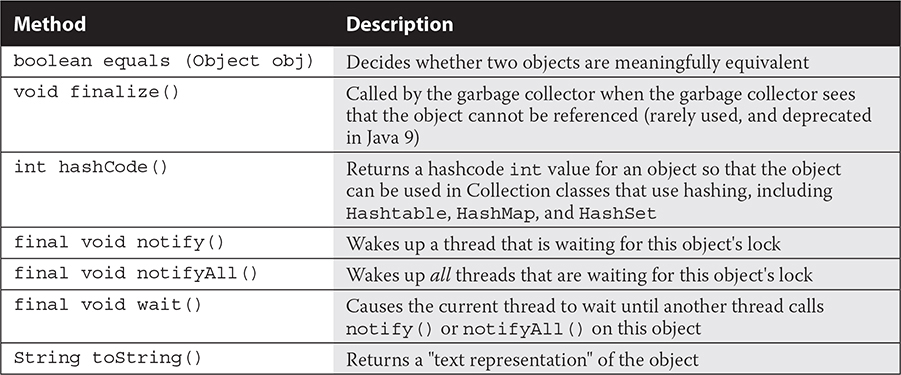 Method Description
boolean equals (Object obj) Decides whether two objects are meaningfully equivalent
void finalize() Called by the garbage collector when the garbage collector sees
that the object cannot be referenced (rarely used, and deprecated
in Java 9)
int hashCode() Returns a hashcode int value for an object so that the object
can be used in Collection classes that use hashing, including
Hashtable, HashMap, and HashSet
final void notify() Wakes up a thread that is waiting for this object's lock
final void notifyAll() Wakes up all threads that are waiting for this object's lock
final void wait() Causes the current thread to wait until another thread calls
notify() or notifyAll() on this object
String toString() Returns a "text representation" of the object